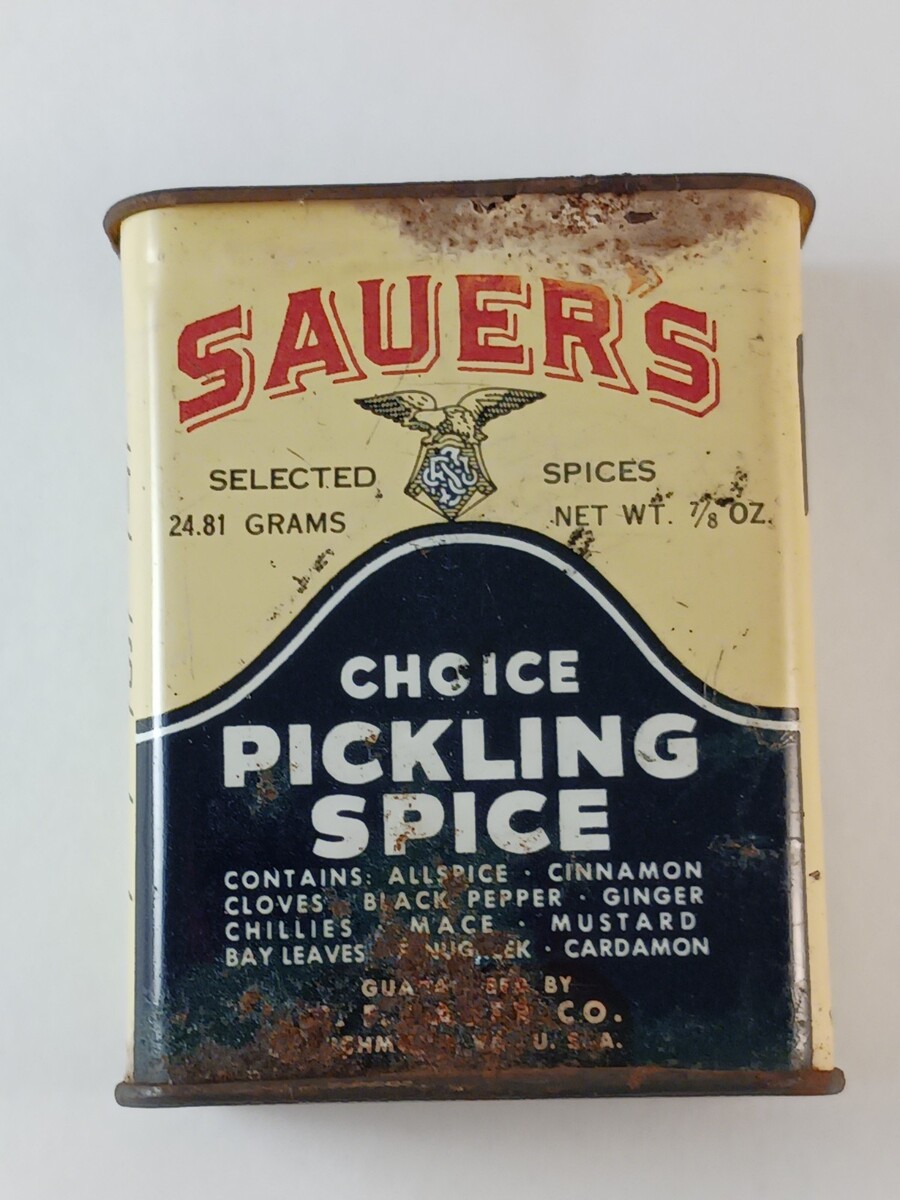 SAUER'S
SELECTED SPICES
24.81 GRAMS NET WT. 7/8 OZ.
CHOICE
PICKLING
SPICE
CONTAINS: ALLSPICE · CINNAMON
CLOVES BLACK PEPPER · GINGER
CHILLIES MACE · MUSTARD
BAY LEAVES · CARDAMON
BY
CO.
U. S. A.